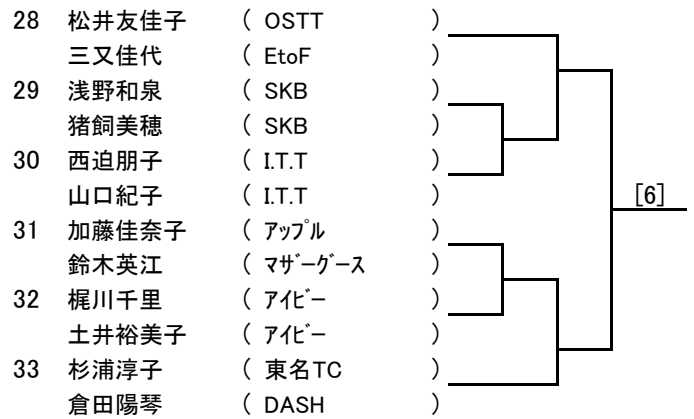 28 松井友佳子 ( OSTT )
三又佳代 ( EtoF )
29 浅野和泉 ( SKB )
猪飼美穂 ( SKB )
30 西迫朋子 ( I.T.T )
山口紀子 ( I.T.T )
[6]
31 加藤佳奈子 ( アップル )
鈴木英江 ( マザーグース )
32 梶川千里 ( アイビー )
土井裕美子 ( アイビー )
33 杉浦淳子 ( 東名TC )
倉田陽琴 ( DASH )